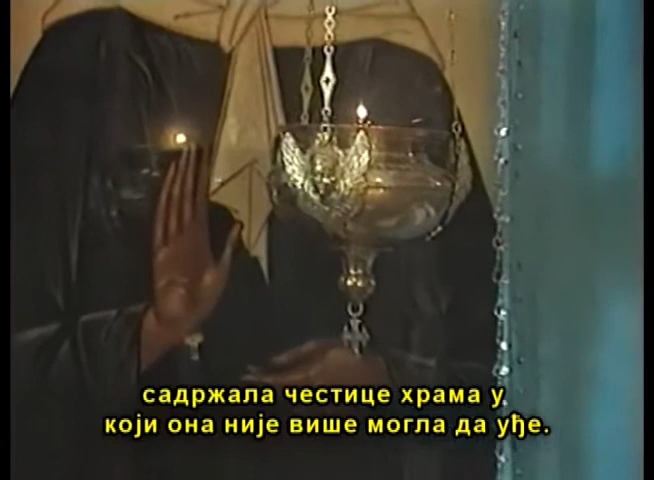 садржала честице храма у
који она није више могла да уђе.